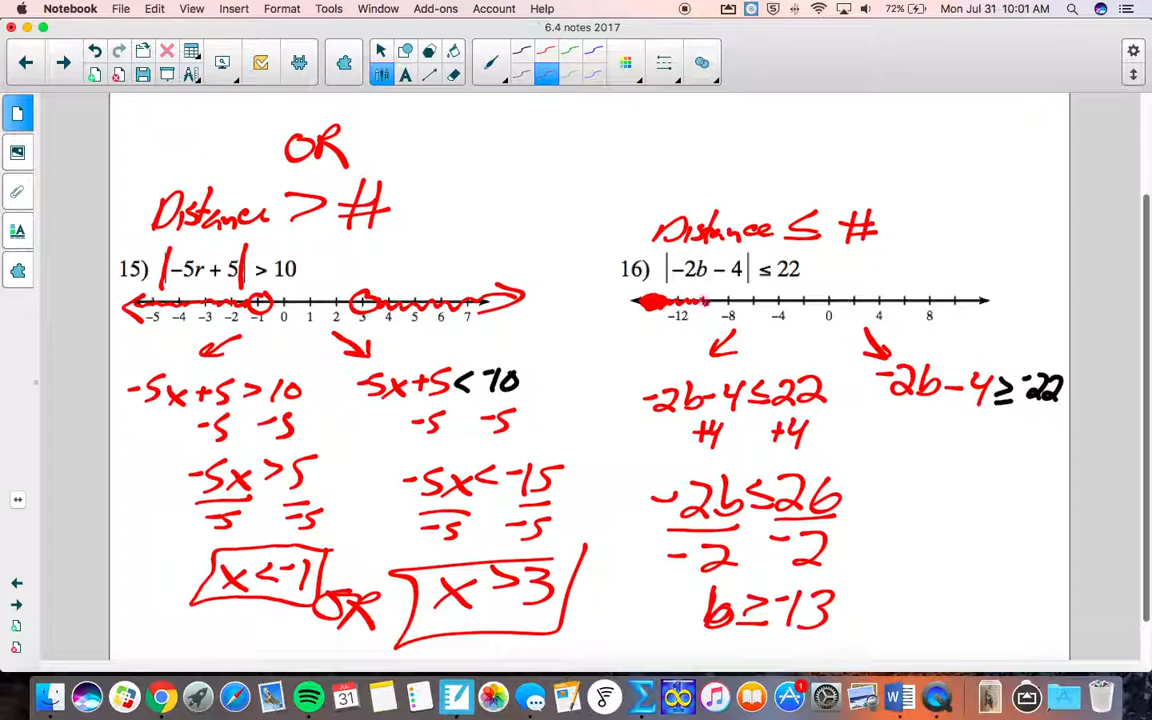 Notebook File Edit View Insert Format Tools Window Add-ons Account Help 72% Mon Jul 31 10:01 AM
6.4 notes 2017
OR
Distance > #
15) |-5r + 5| > 10
-5 -4 -3 -2 -1 0 1 2 3 4 5 6 7
-5x+5 > 10
-5 -5
-5x > 5
-5 -5
x < -1
or
-5x+5 < -10
-5 -5
-5x < -15
-5 -5
x > 3
Distance ≤ #
16) |-2b - 4| ≤ 22
-12 -8 -4 0 4 8
-2b-4 ≤ 22
+4 +4
-2b ≤ 26
-2 -2
b ≥ -13
-2b - 4 ≥ -22
31